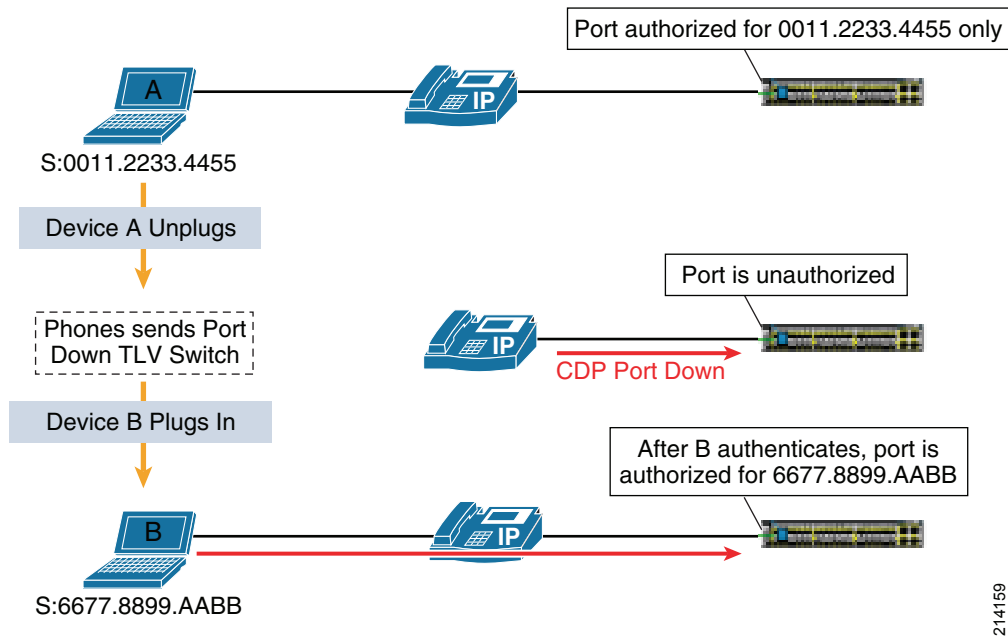 Port authorized for 0011.2233.4455 only
A
IP
S:0011.2233.4455
Device A Unplugs
Port is unauthorized
Phones sends Port
Down TLV Switch
IP
CDP Port Down
Device B Plugs In
After B authenticates, port is
authorized for 6677.8899.AABB
B
IP
S:6677.8899.AABB
214159